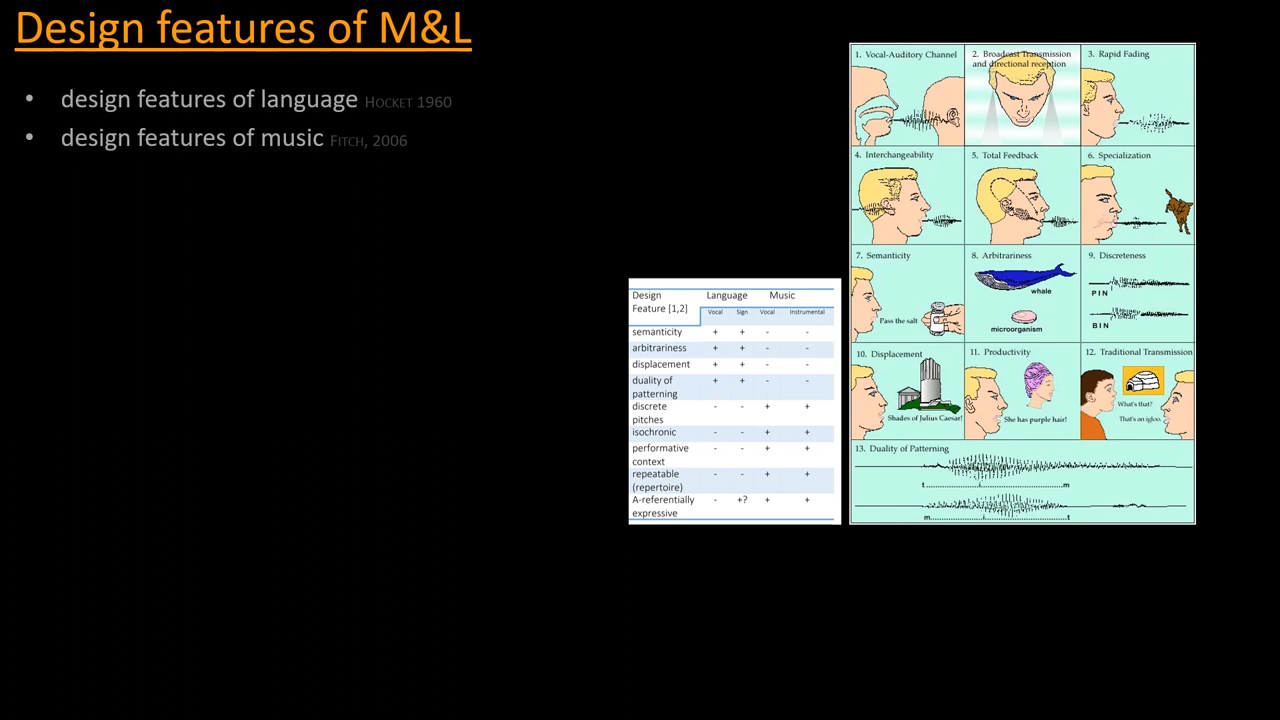 Design features of M&L
• design features of language HOCKET 1960
• design features of music FITCH, 2006
Design Language Music
Feature [1,2] Vocal Sign Vocal Instrumental
semanticity + + - -
arbitrariness + + - -
displacement + + - -
duality of + + - -
patterning
discrete - - + +
pitches
isochronic - - + +
performative - - + +
context
repeatable - - + +
(repertoire)
A-referentially - +? + +
expressive
1. Vocal-Auditory Channel
2. Broadcast Transmission
and directional reception
3. Rapid Fading
4. Interchangeability
5. Total Feedback
6. Specialization
7. Semanticity
Pass the salt
8. Arbitrariness
whale
microorganism
9. Discreteness
PIN
BIN
10. Displacement
Shades of Julius Caesar!
11. Productivity
She has purple hair!
12. Traditional Transmission
What's that?
That's an igloo.
13. Duality of Patterning
t......................i..........................m
m......................i..........................t